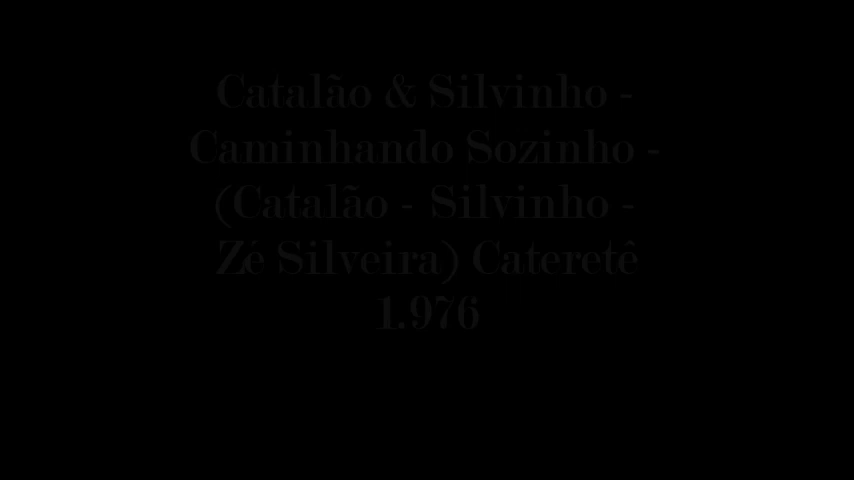 Catalão & Silvinho -
Caminhando Sozinho -
(Catalão - Silvinho -
Zé Silveira) Cateretê
1.976